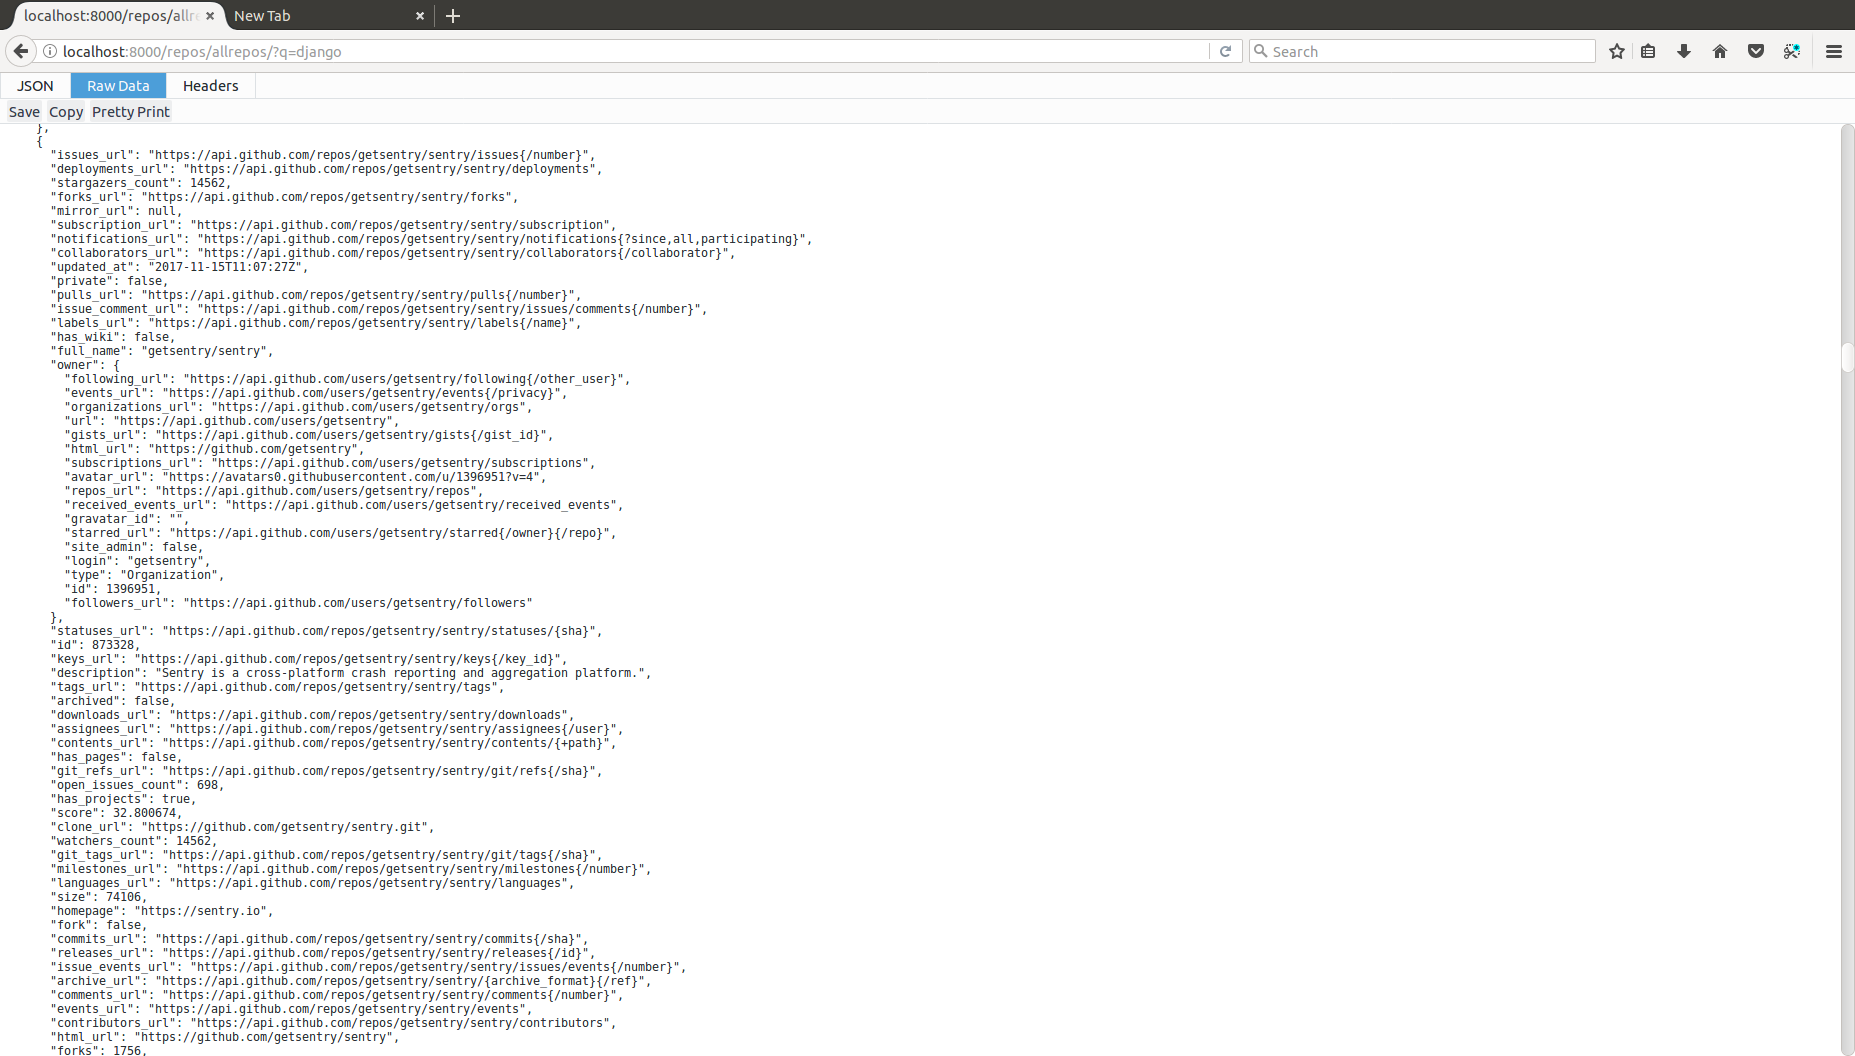 localhost:8000/repos/allre
New Tab
localhost:8000/repos/allrepos/?q=django
Search
JSON
Raw Data
Headers
Save
Copy
Pretty Print
},
{
"issues_url": "https://api.github.com/repos/getsentry/sentry/issues{/number}",
"deployments_url": "https://api.github.com/repos/getsentry/sentry/deployments",
"stargazers_count": 14562,
"forks_url": "https://api.github.com/repos/getsentry/sentry/forks",
"mirror_url": null,
"subscription_url": "https://api.github.com/repos/getsentry/sentry/subscription",
"notifications_url": "https://api.github.com/repos/getsentry/sentry/notifications{?since,all,participating}",
"collaborators_url": "https://api.github.com/repos/getsentry/sentry/collaborators{/collaborator}",
"updated_at": "2017-11-15T11:07:27Z",
"private": false,
"pulls_url": "https://api.github.com/repos/getsentry/sentry/pulls{/number}",
"issue_comment_url": "https://api.github.com/repos/getsentry/sentry/issues/comments{/number}",
"labels_url": "https://api.github.com/repos/getsentry/sentry/labels{/name}",
"has_wiki": false,
"full_name": "getsentry/sentry",
"owner": {
"following_url": "https://api.github.com/users/getsentry/following{/other_user}",
"events_url": "https://api.github.com/users/getsentry/events{/privacy}",
"organizations_url": "https://api.github.com/users/getsentry/orgs",
"url": "https://api.github.com/users/getsentry",
"gists_url": "https://api.github.com/users/getsentry/gists{/gist_id}",
"html_url": "https://github.com/getsentry",
"subscriptions_url": "https://api.github.com/users/getsentry/subscriptions",
"avatar_url": "https://avatars0.githubusercontent.com/u/1396951?v=4",
"repos_url": "https://api.github.com/users/getsentry/repos",
"received_events_url": "https://api.github.com/users/getsentry/received_events",
"gravatar_id": "",
"starred_url": "https://api.github.com/users/getsentry/starred{/owner}{/repo}",
"site_admin": false,
"login": "getsentry",
"type": "Organization",
"id": 1396951,
"followers_url": "https://api.github.com/users/getsentry/followers"
},
"statuses_url": "https://api.github.com/repos/getsentry/sentry/statuses/{sha}",
"id": 873328,
"keys_url": "https://api.github.com/repos/getsentry/sentry/keys{/key_id}",
"description": "Sentry is a cross-platform crash reporting and aggregation platform.",
"tags_url": "https://api.github.com/repos/getsentry/sentry/tags",
"archived": false,
"downloads_url": "https://api.github.com/repos/getsentry/sentry/downloads",
"assignees_url": "https://api.github.com/repos/getsentry/sentry/assignees{/user}",
"contents_url": "https://api.github.com/repos/getsentry/sentry/contents/{+path}",
"has_pages": false,
"git_refs_url": "https://api.github.com/repos/getsentry/sentry/git/refs{/sha}",
"open_issues_count": 698,
"has_projects": true,
"score": 32.800674,
"clone_url": "https://github.com/getsentry/sentry.git",
"watchers_count": 14562,
"git_tags_url": "https://api.github.com/repos/getsentry/sentry/git/tags{/sha}",
"milestones_url": "https://api.github.com/repos/getsentry/sentry/milestones{/number}",
"languages_url": "https://api.github.com/repos/getsentry/sentry/languages",
"size": 74106,
"homepage": "https://sentry.io",
"fork": false,
"commits_url": "https://api.github.com/repos/getsentry/sentry/commits{/sha}",
"releases_url": "https://api.github.com/repos/getsentry/sentry/releases{/id}",
"issue_events_url": "https://api.github.com/repos/getsentry/sentry/issues/events{/number}",
"archive_url": "https://api.github.com/repos/getsentry/sentry/{archive_format}{/ref}",
"comments_url": "https://api.github.com/repos/getsentry/sentry/comments{/number}",
"events_url": "https://api.github.com/repos/getsentry/sentry/events",
"contributors_url": "https://api.github.com/repos/getsentry/sentry/contributors",
"html_url": "https://github.com/getsentry/sentry",
"forks": 1756,